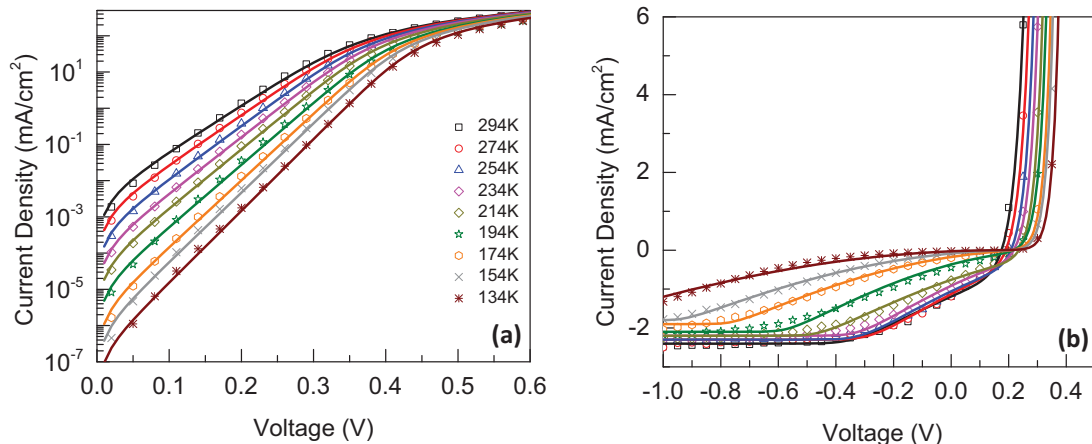 10^1
10^-1
10^-3
10^-5
10^-7
Current Density (mA/cm^2)
0.0 0.1 0.2 0.3 0.4 0.5 0.6
Voltage (V)
294K
274K
254K
234K
214K
194K
174K
154K
134K
(a)
6
4
2
0
-2
Current Density (mA/cm^2)
-1.0 -0.8 -0.6 -0.4 -0.2 0.0 0.2 0.4
Voltage (V)
(b)